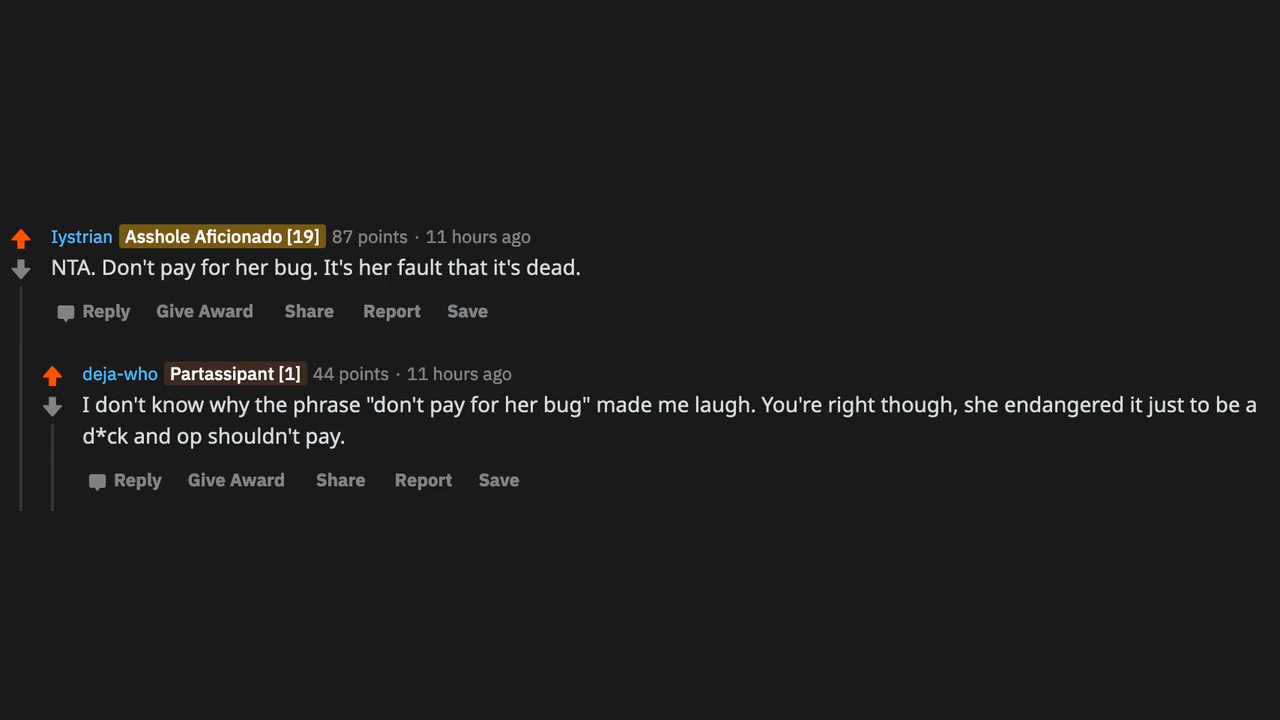 Iystrian Asshole Aficionado [19] 87 points · 11 hours ago
NTA. Don't pay for her bug. It's her fault that it's dead.
Reply Give Award Share Report Save
deja-who Partassipant [1] 44 points · 11 hours ago
I don't know why the phrase "don't pay for her bug" made me laugh. You're right though, she endangered it just to be a
d*ck and op shouldn't pay.
Reply Give Award Share Report Save